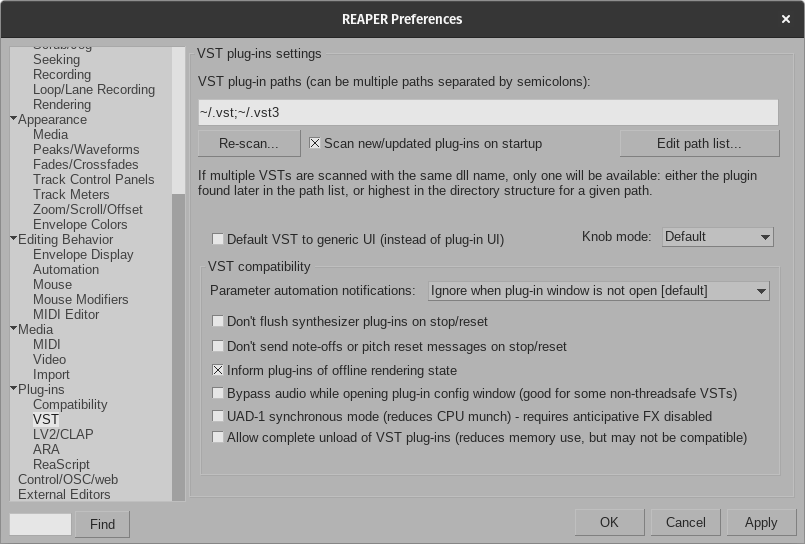 REAPER Preferences
Scrub/Jog
Seeking
Recording
Loop/Lane Recording
Rendering
Appearance
Media
Peaks/Waveforms
Fades/Crossfades
Track Control Panels
Track Meters
Zoom/Scroll/Offset
Envelope Colors
Editing Behavior
Envelope Display
Automation
Mouse
Mouse Modifiers
MIDI Editor
Media
MIDI
Video
Import
Plug-ins
Compatibility
VST
LV2/CLAP
ARA
ReaScript
Control/OSC/web
External Editors
Find
VST plug-ins settings
VST plug-in paths (can be multiple paths separated by semicolons):
~/.vst;~/.vst3
Re-scan... Scan new/updated plug-ins on startup Edit path list...
If multiple VSTs are scanned with the same dll name, only one will be available: either the plugin
found later in the path list, or highest in the directory structure for a given path.
Default VST to generic UI (instead of plug-in UI) Knob mode: Default
VST compatibility
Parameter automation notifications: Ignore when plug-in window is not open [default]
Don't flush synthesizer plug-ins on stop/reset
Don't send note-offs or pitch reset messages on stop/reset
Inform plug-ins of offline rendering state
Bypass audio while opening plug-in config window (good for some non-threadsafe VSTs)
UAD-1 synchronous mode (reduces CPU munch) - requires anticipative FX disabled
Allow complete unload of VST plug-ins (reduces memory use, but may not be compatible)
OK Cancel Apply